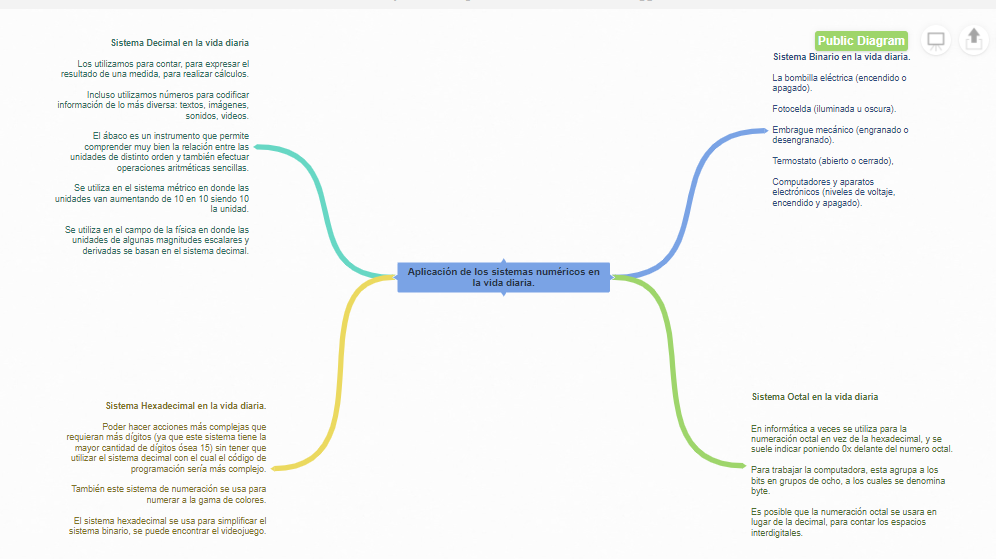 Sistema Decimal en la vida diaria
Los utilizamos para contar, para expresar el
resultado de una medida, para realizar cálculos.
Incluso utilizamos números para codificar
información de lo más diversa: textos, imágenes,
sonidos, videos.
El ábaco es un instrumento que permite
comprender muy bien la relación entre las
unidades de distinto orden y también efectuar
operaciones aritméticas sencillas.
Se utiliza en el sistema métrico en donde las
unidades van aumentando de 10 en 10 siendo 10
la unidad.
Se utiliza en el campo de la física en donde las
unidades de algunas magnitudes escalares y
derivadas se basan en el sistema decimal.
Public Diagram
Sistema Binario en la vida diaria.
La bombilla eléctrica (encendido o
apagado).
Fotocelda (iluminada u oscura).
Embrague mecánico (engranado o
desengranado).
Termostato (abierto o cerrado),
Computadores y aparatos
electrónicos (niveles de voltaje,
encendido y apagado).
Aplicación de los sistemas numéricos en
la vida diaria.
Sistema Hexadecimal en la vida diaria.
Poder hacer acciones más complejas que
requieran más dígitos (ya que este sistema tiene la
mayor cantidad de dígitos ósea 15) sin tener que
utilizar el sistema decimal con el cual el código de
programación sería más complejo.
También este sistema de numeración se usa para
numerar a la gama de colores.
El sistema hexadecimal se usa para simplificar el
sistema binario, se puede encontrar el videojuego.
Sistema Octal en la vida diaria
En informática a veces se utiliza para la
numeración octal en vez de la hexadecimal, y se
suele indicar poniendo 0x delante del numero octal.
Para trabajar la computadora, esta agrupa a los
bits en grupos de ocho, a los cuales se denomina
byte.
Es posible que la numeración octal se usara en
lugar de la decimal, para contar los espacios
interdigitales.